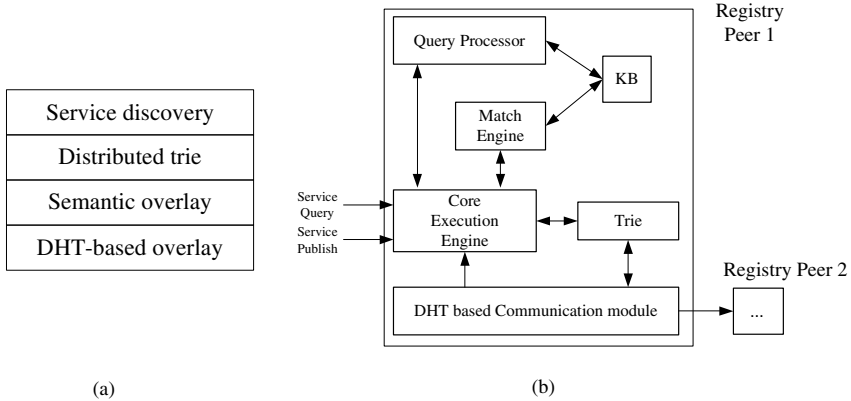 Service discovery
Distributed trie
Semantic overlay
DHT-based overlay
(a)
Registry
Peer 1
Query Processor
KB
Match
Engine
Service
Query
Service
Publish
Core
Execution
Engine
Trie
DHT based Communication module
Registry Peer 2
...
(b)